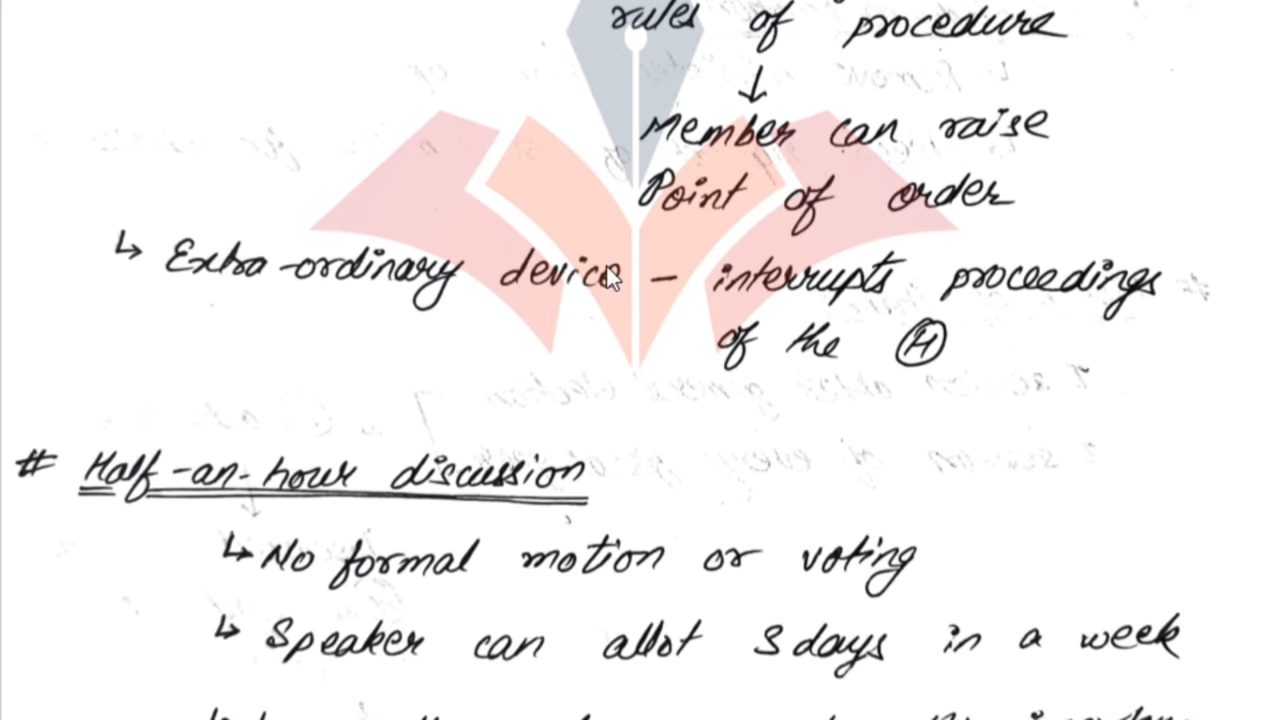 rules of procedure
↓
Member can raise
Point of order
↳ Extra-ordinary device - interrupts proceedings
of the Ⓗ
# Half-an-hour discussion
↳ No formal motion or voting
↳ Speaker can allot 3 days in a week